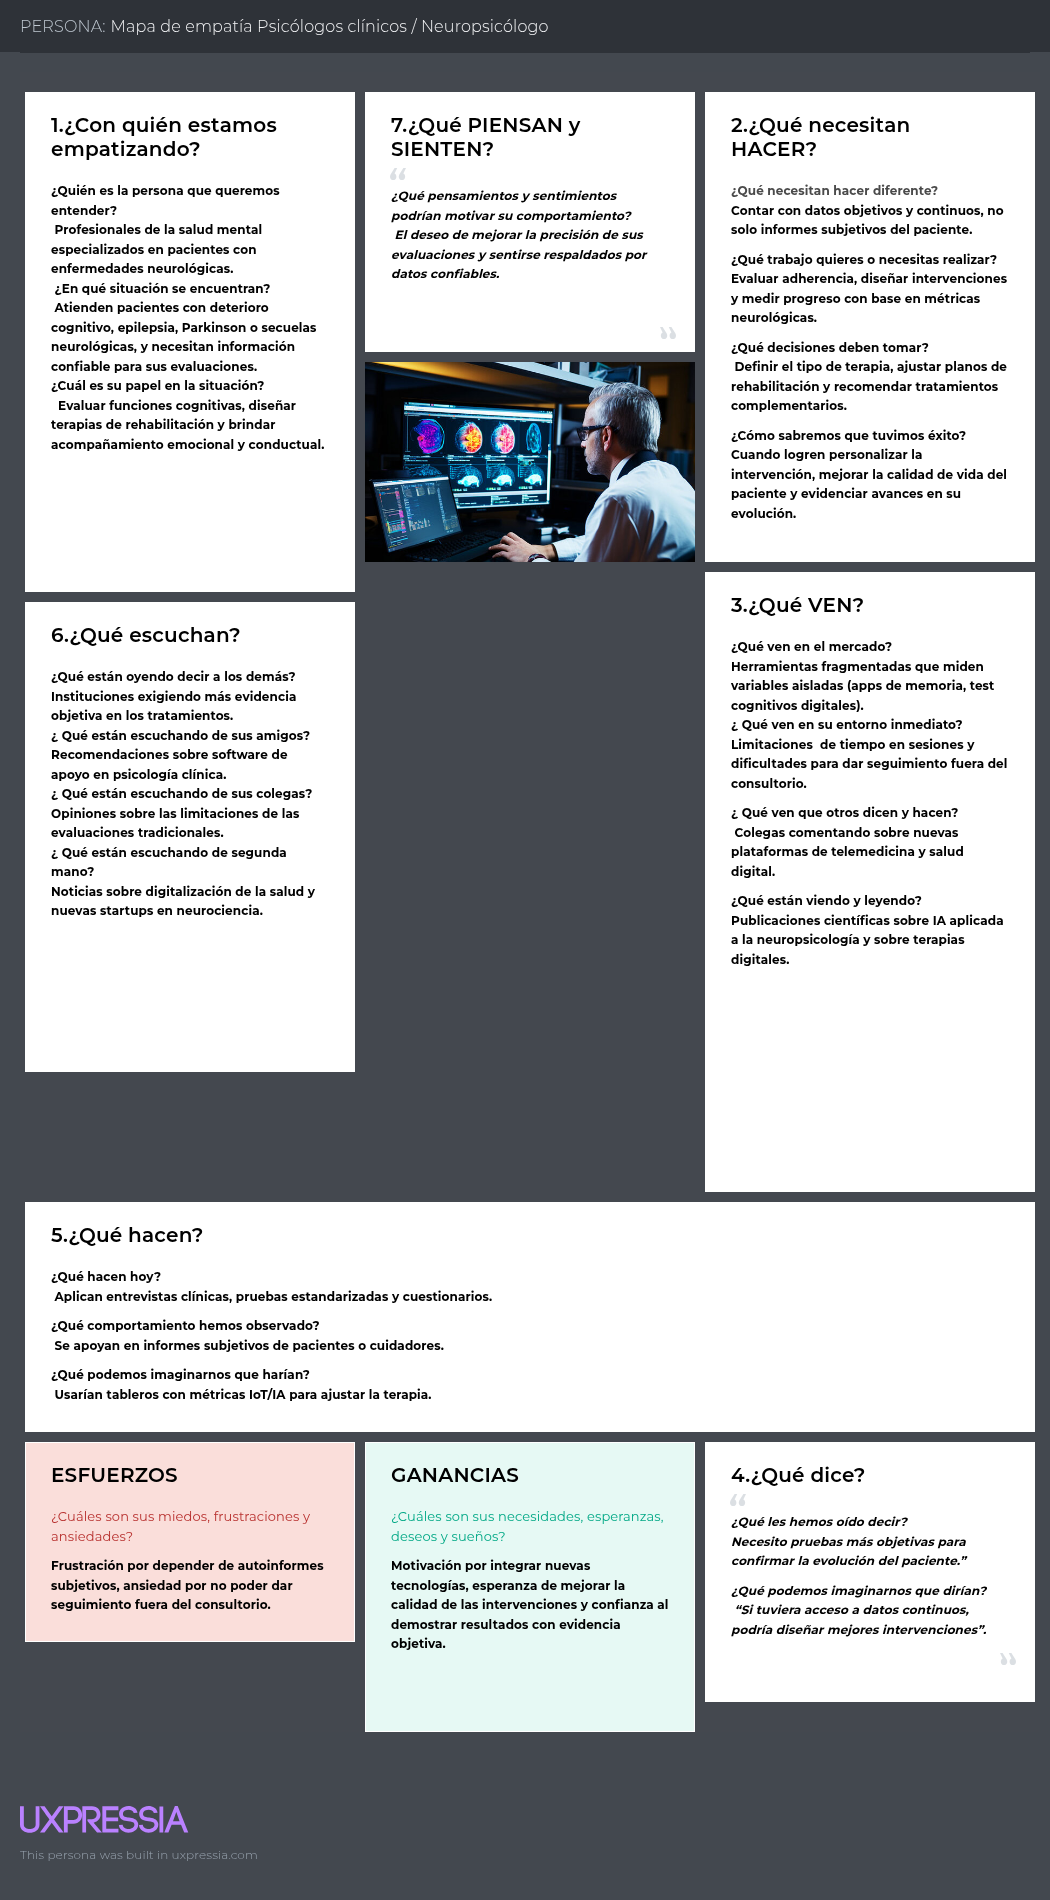 PERSONA: Mapa de empatía Psicólogos clínicos / Neuropsicólogo
1.¿Con quién estamos
empatizando?
¿Quién es la persona que queremos
entender?
Profesionales de la salud mental
especializados en pacientes con
enfermedades neurológicas.
¿En qué situación se encuentran?
Atienden pacientes con deterioro
cognitivo, epilepsia, Parkinson o secuelas
neurológicas, y necesitan información
confiable para sus evaluaciones.
¿Cuál es su papel en la situación?
Evaluar funciones cognitivas, diseñar
terapias de rehabilitación y brindar
acompañamiento emocional y conductual.
7.¿Qué PIENSAN y
SIENTEN?
“
¿Qué pensamientos y sentimientos
podrían motivar su comportamiento?
El deseo de mejorar la precisión de sus
evaluaciones y sentirse respaldados por
datos confiables.
”
2.¿Qué necesitan
HACER?
¿Qué necesitan hacer diferente?
Contar con datos objetivos y continuos, no
solo informes subjetivos del paciente.
¿Qué trabajo quieres o necesitas realizar?
Evaluar adherencia, diseñar intervenciones
y medir progreso con base en métricas
neurológicas.
¿Qué decisiones deben tomar?
Definir el tipo de terapia, ajustar planos de
rehabilitación y recomendar tratamientos
complementarios.
¿Cómo sabremos que tuvimos éxito?
Cuando logren personalizar la
intervención, mejorar la calidad de vida del
paciente y evidenciar avances en su
evolución.
6.¿Qué escuchan?
¿Qué están oyendo decir a los demás?
Instituciones exigiendo más evidencia
objetiva en los tratamientos.
¿ Qué están escuchando de sus amigos?
Recomendaciones sobre software de
apoyo en psicología clínica.
¿ Qué están escuchando de sus colegas?
Opiniones sobre las limitaciones de las
evaluaciones tradicionales.
¿ Qué están escuchando de segunda
mano?
Noticias sobre digitalización de la salud y
nuevas startups en neurociencia.
3.¿Qué VEN?
¿Qué ven en el mercado?
Herramientas fragmentadas que miden
variables aisladas (apps de memoria, test
cognitivos digitales).
¿ Qué ven en su entorno inmediato?
Limitaciones  de tiempo en sesiones y
dificultades para dar seguimiento fuera del
consultorio.
¿ Qué ven que otros dicen y hacen?
Colegas comentando sobre nuevas
plataformas de telemedicina y salud
digital.
¿Qué están viendo y leyendo?
Publicaciones científicas sobre IA aplicada
a la neuropsicología y sobre terapias
digitales.
5.¿Qué hacen?
¿Qué hacen hoy?
Aplican entrevistas clínicas, pruebas estandarizadas y cuestionarios.
¿Qué comportamiento hemos observado?
Se apoyan en informes subjetivos de pacientes o cuidadores.
¿Qué podemos imaginarnos que harían?
Usarían tableros con métricas IoT/IA para ajustar la terapia.
ESFUERZOS
¿Cuáles son sus miedos, frustraciones y
ansiedades?
Frustración por depender de autoinformes
subjetivos, ansiedad por no poder dar
seguimiento fuera del consultorio.
GANANCIAS
¿Cuáles son sus necesidades, esperanzas,
deseos y sueños?
Motivación por integrar nuevas
tecnologías, esperanza de mejorar la
calidad de las intervenciones y confianza al
demostrar resultados con evidencia
objetiva.
4.¿Qué dice?
“
¿Qué les hemos oído decir?
Necesito pruebas más objetivas para
confirmar la evolución del paciente.”
¿Qué podemos imaginarnos que dirían?
“Si tuviera acceso a datos continuos,
podría diseñar mejores intervenciones”.
”
UXPRESSIA
This persona was built in uxpressia.com